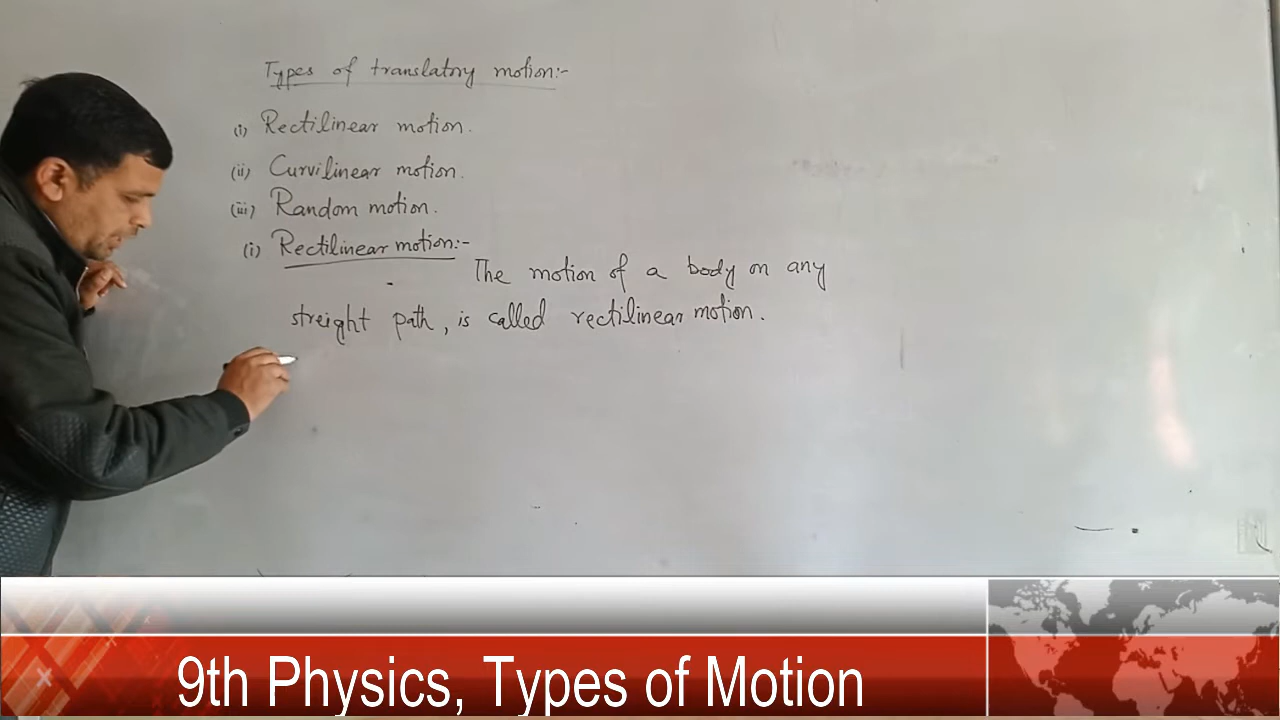 Types of translatory motion:-
(i) Rectilinear motion.
(ii) Curvilinear motion.
(iii) Random motion.
(i) Rectilinear motion:-
The motion of a body on any
streight path, is called rectilinear motion.
9th Physics, Types of Motion